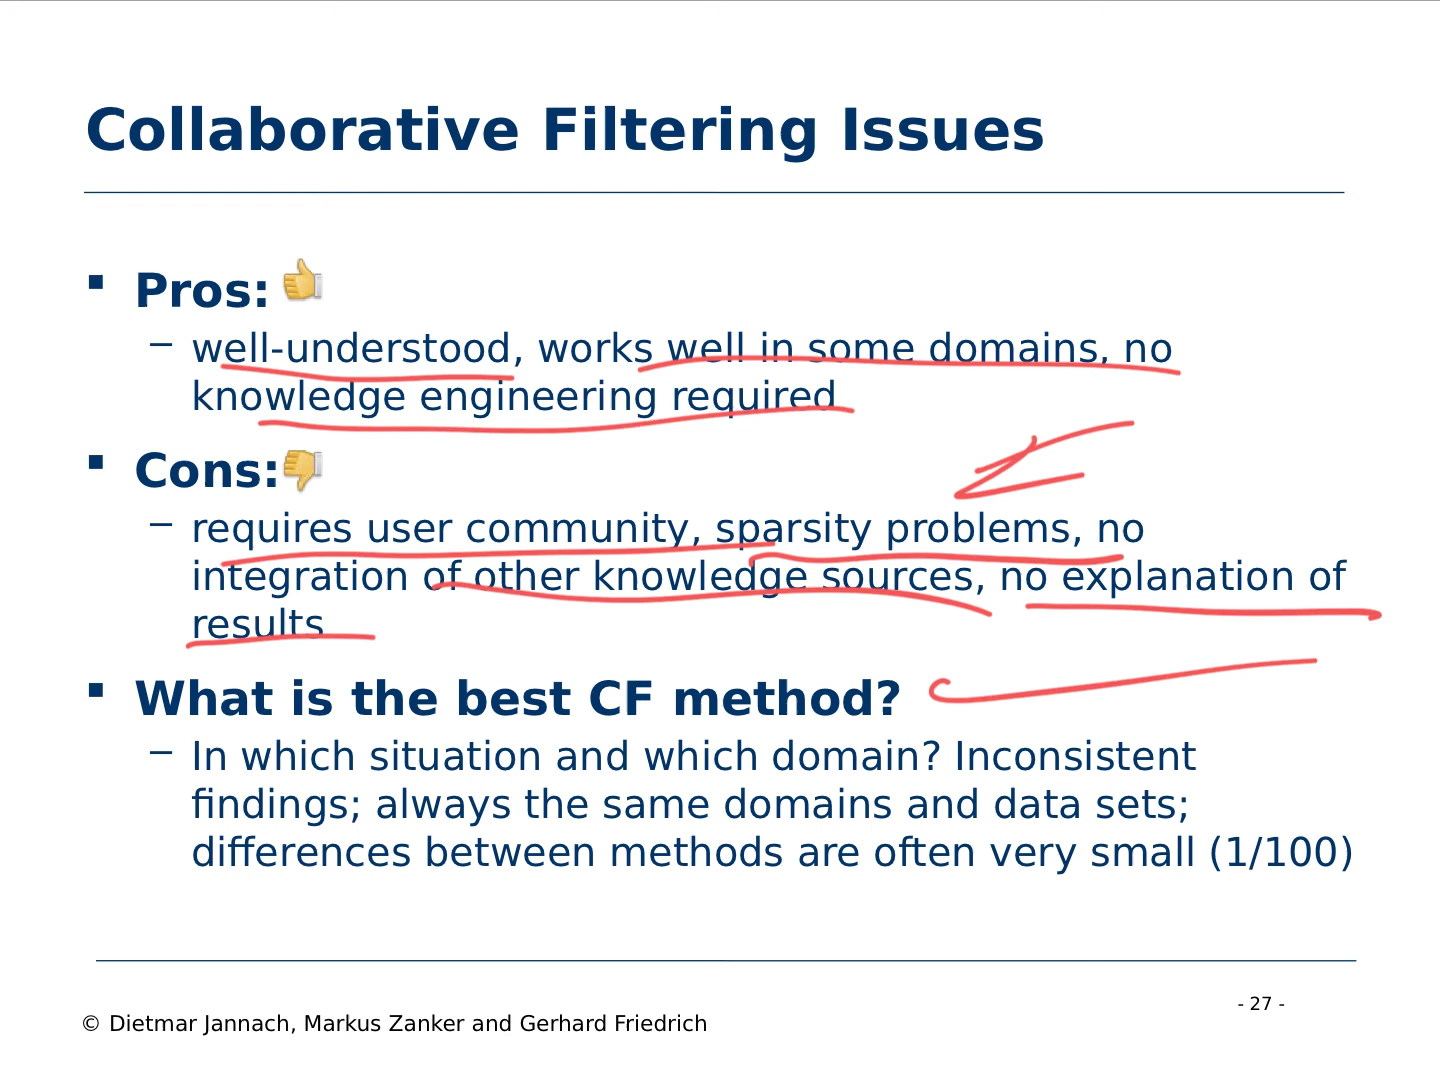 Collaborative Filtering Issues
▪ Pros:
– well-understood, works well in some domains, no
knowledge engineering required
▪ Cons:
– requires user community, sparsity problems, no
integration of other knowledge sources, no explanation of
results
▪ What is the best CF method?
– In which situation and which domain? Inconsistent
findings; always the same domains and data sets;
differences between methods are often very small (1/100)
- 27 -
© Dietmar Jannach, Markus Zanker and Gerhard Friedrich